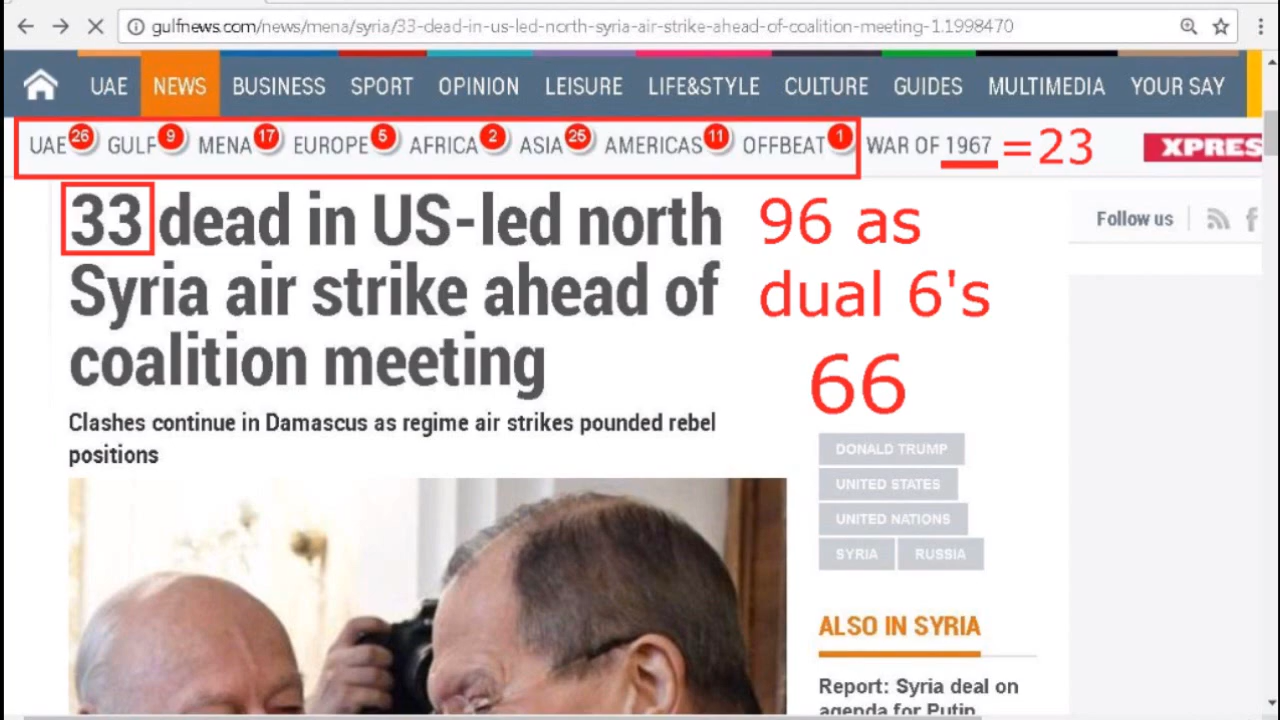 gulfnews.com/news/mena/syria/33-dead-in-us-led-north-syria-air-strike-ahead-of-coalition-meeting-1.1998470
UAE NEWS BUSINESS SPORT OPINION LEISURE LIFE&STYLE CULTURE GUIDES MULTIMEDIA YOUR SAY
UAE 26 GULF 9 MENA 17 EUROPE 5 AFRICA 2 ASIA 25 AMERICAS 11 OFFBEAT 1 WAR OF 1967 =23 XPRES
33 dead in US-led north
Syria air strike ahead of
coalition meeting
96 as
dual 6's
66
Follow us
Clashes continue in Damascus as regime air strikes pounded rebel
positions
DONALD TRUMP
UNITED STATES
UNITED NATIONS
SYRIA RUSSIA
ALSO IN SYRIA
Report: Syria deal on
agenda for Putin